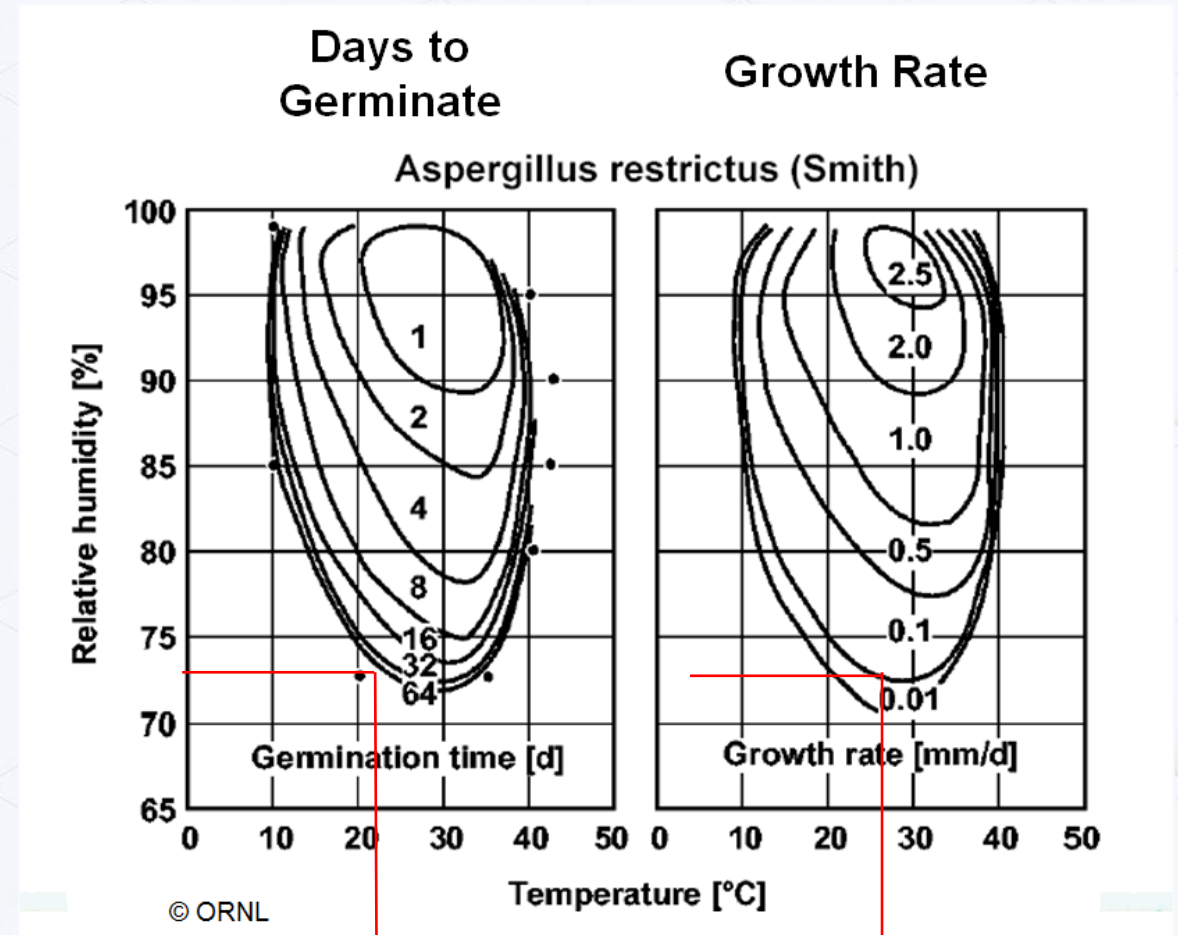 Days to
Germinate
Growth Rate
Aspergillus restrictus (Smith)
Relative humidity [%]
100
95
90
85
80
75
70
65
1
2
4
8
16
32
64
Germination time [d]
0 10 20 30 40 50
2.5
2.0
1.0
0.5
0.1
0.01
Growth rate [mm/d]
0 10 20 30 40 50
Temperature [°C]
© ORNL